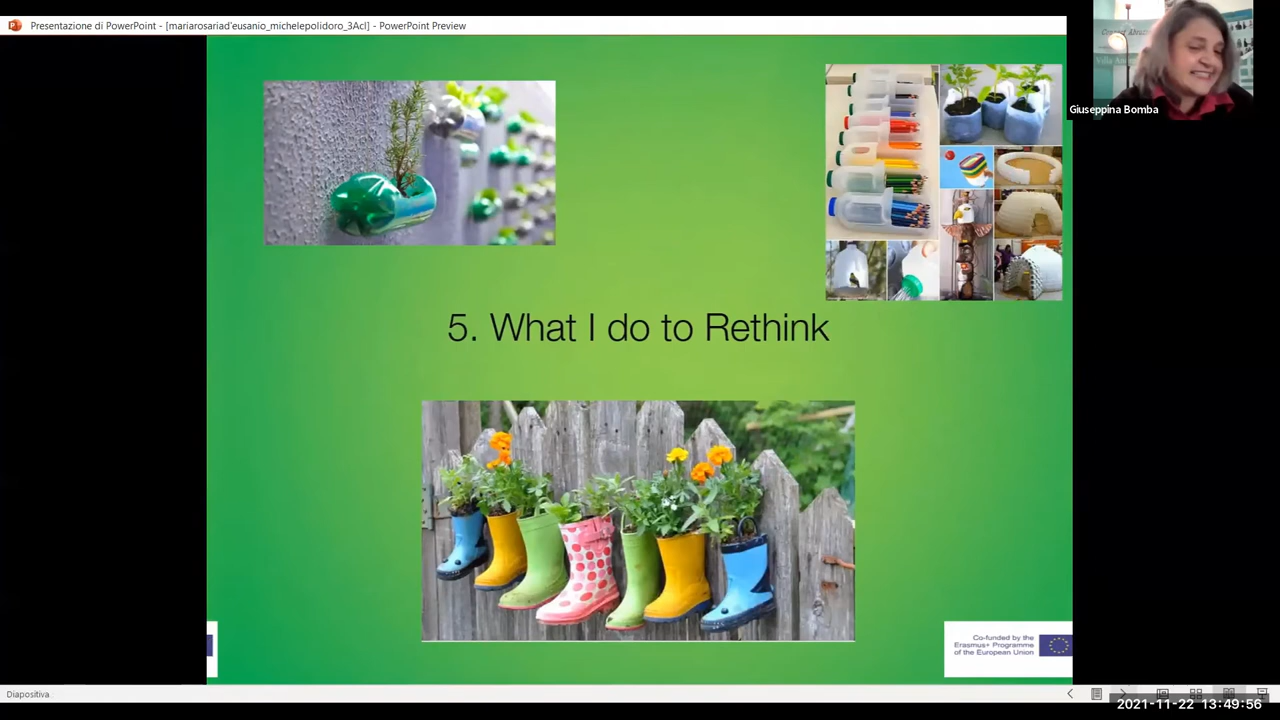 Presentazione di PowerPoint - [mariarosariad'eusanio_michelepolidoro_3Acl] - PowerPoint Preview
Giuseppina Bomba
5. What I do to Rethink
Co-funded by the
Erasmus+ Programme
of the European Union
Diapositiva
2021-11-22 13:49:56